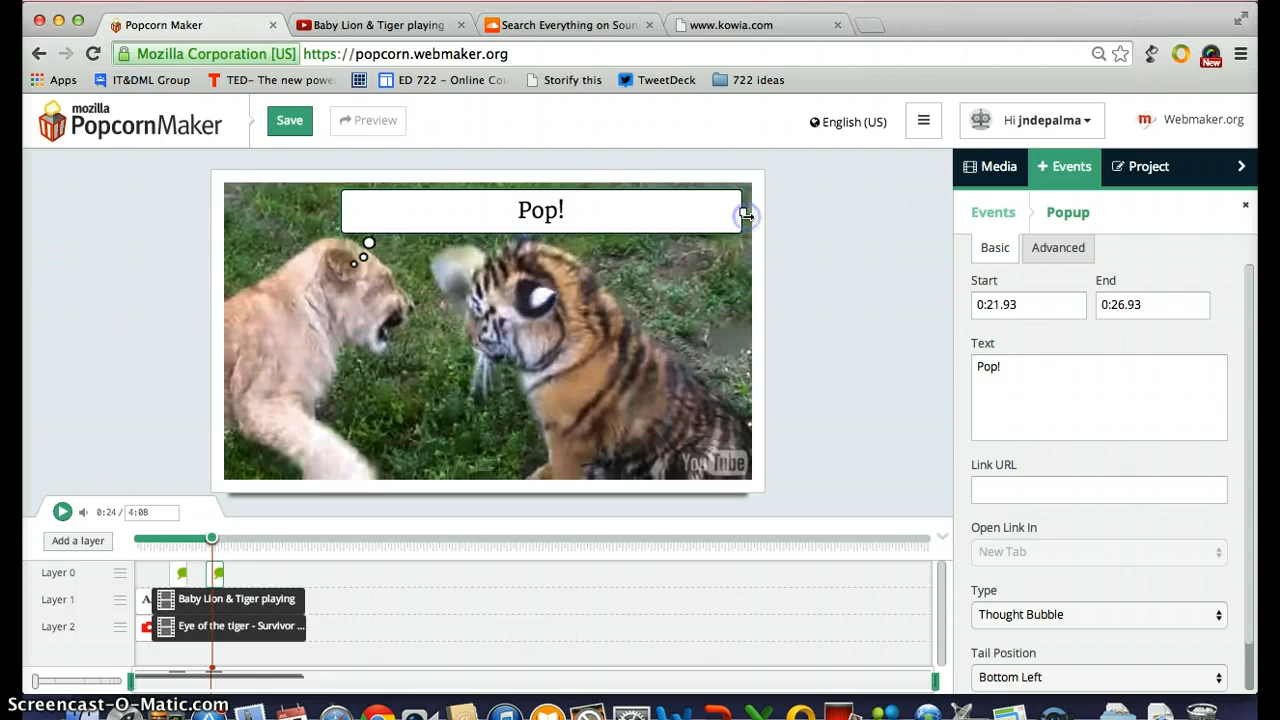 Popcorn Maker
Baby Lion & Tiger playing
Search Everything on Soun
www.kowia.com
Mozilla Corporation [US]
https://popcorn.webmaker.org
New
Apps
IT&DML Group
TED- The new power
ED 722 - Online Co
Storify this
TweetDeck
722 ideas
mozilla
PopcornMaker
Save
Preview
English (US)
Hi jndepalma
Webmaker.org
Media
+ Events
Project
Events
Popup
Basic
Advanced
Pop!
Start
End
0:21.93
0:26.93
Text
Pop!
Link URL
Open Link In
New Tab
Type
Thought Bubble
Tail Position
Bottom Left
YouTube
0:24 / 4:08
Add a layer
Layer 0
Layer 1
Baby Lion & Tiger playing
Layer 2
Eye of the tiger - Survivor ...
Screencast-O-Matic.com